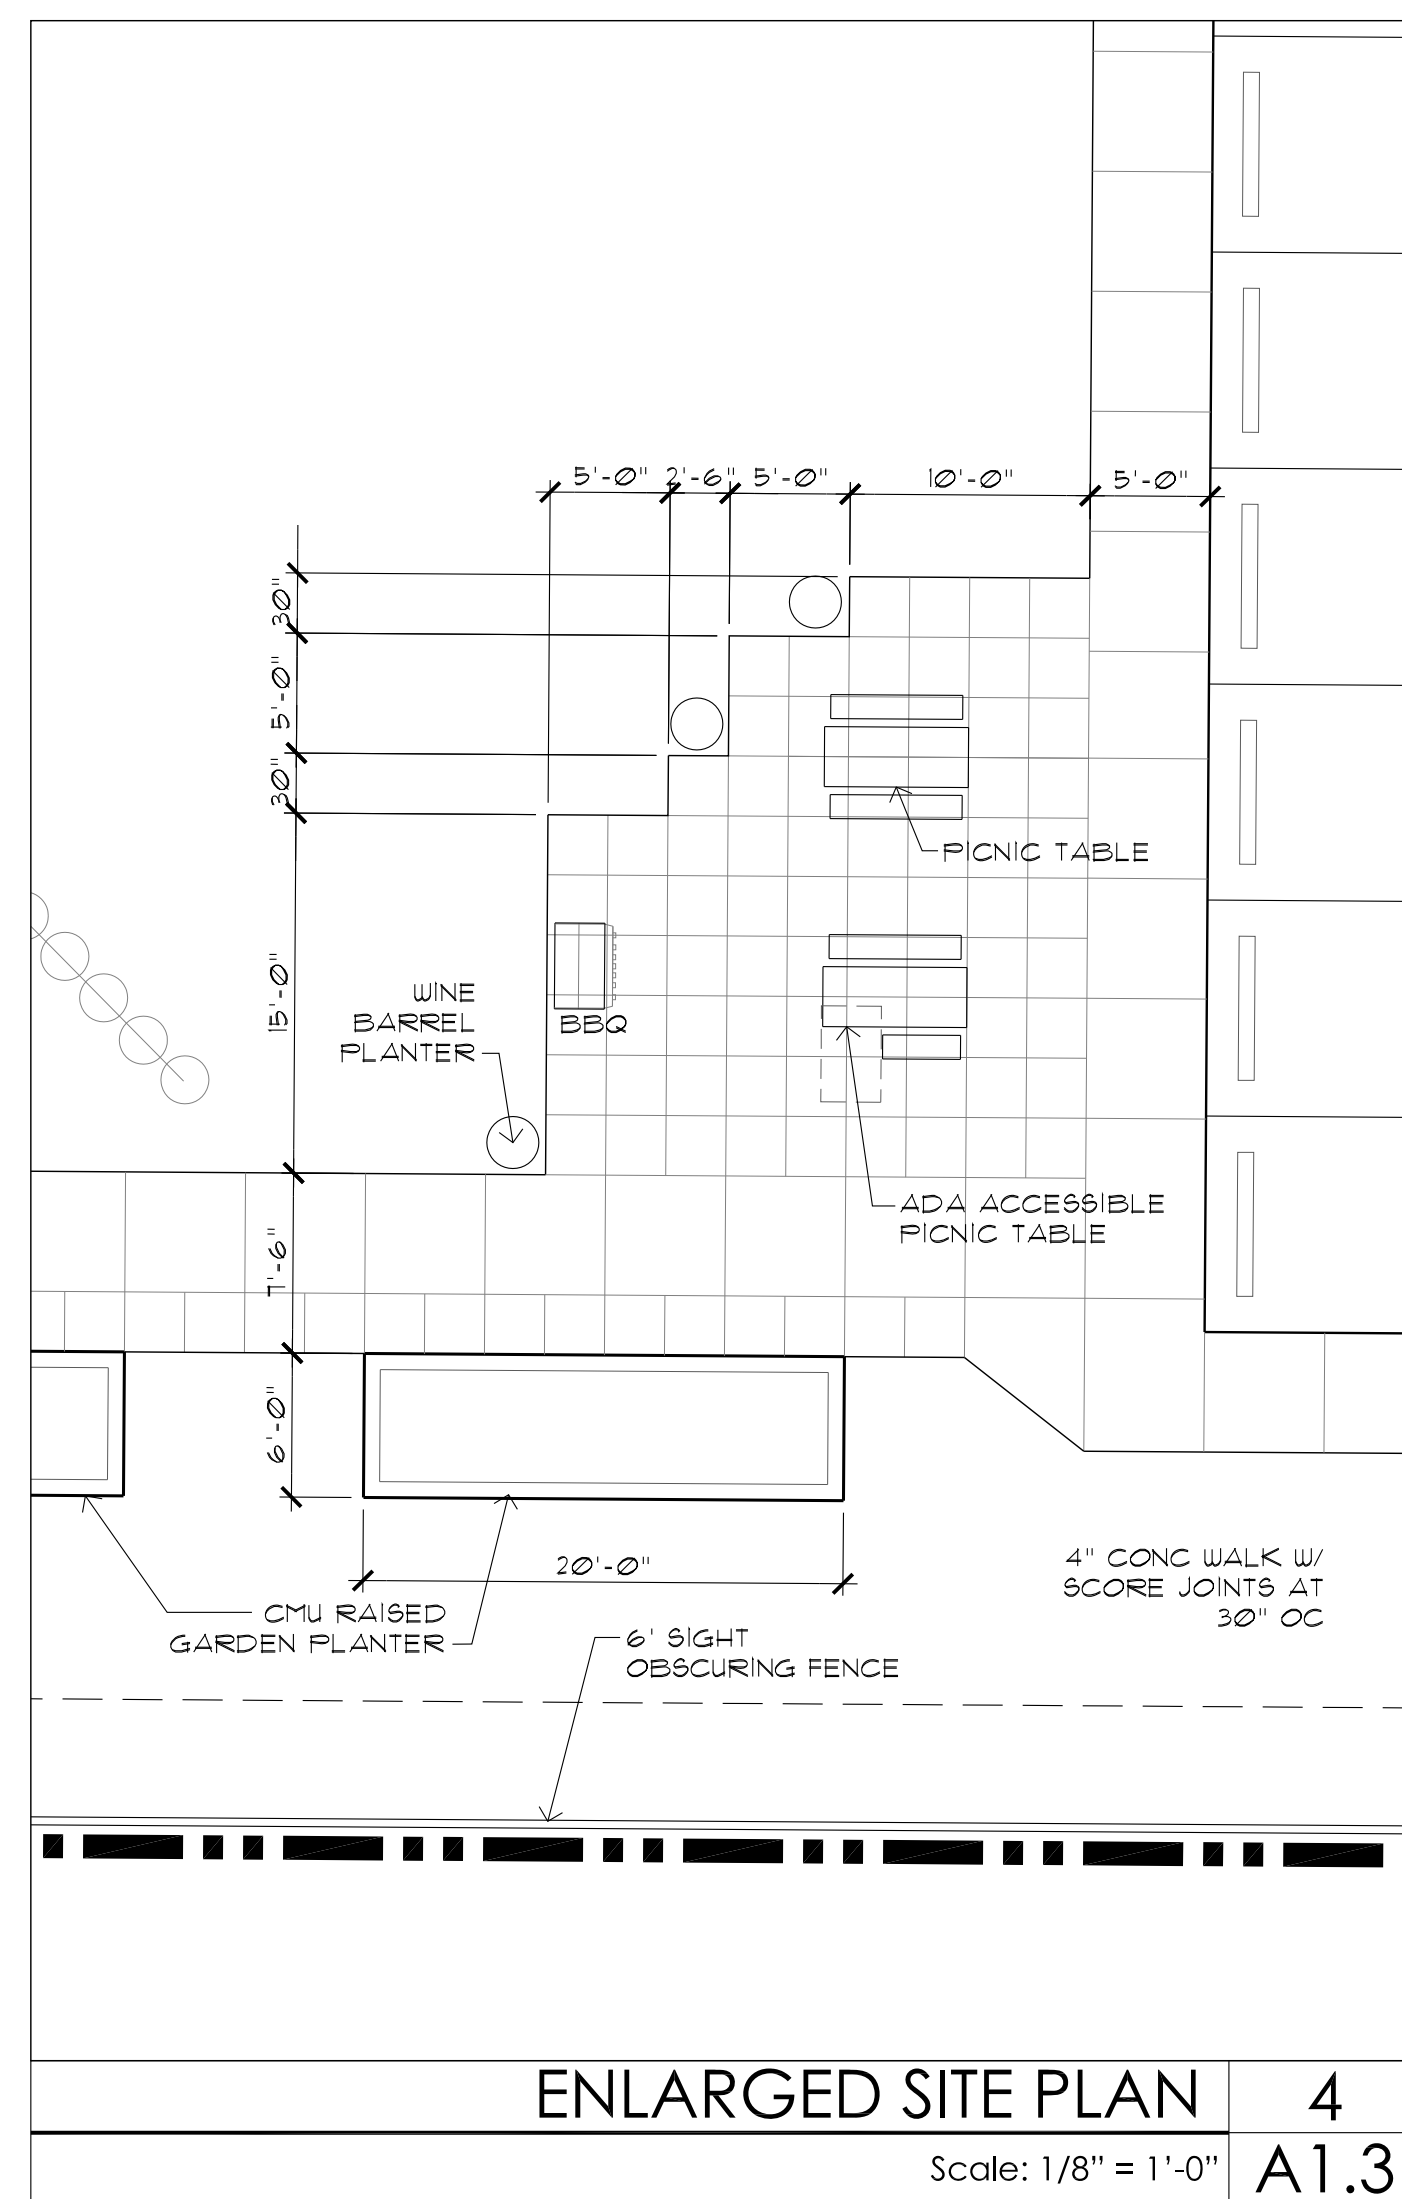 5'-0" 2'-6" 5'-0" 10'-0" 5'-0"
30"
5'-0"
30"
15'-0"
7'-6"
6'-0"
PICNIC TABLE
WINE
BARREL
PLANTER
BBQ
ADA ACCESSIBLE
PICNIC TABLE
20'-0"
4" CONC WALK W/
SCORE JOINTS AT
30" OC
CMU RAISED
GARDEN PLANTER
6' SIGHT
OBSCURING FENCE
ENLARGED SITE PLAN
4
Scale: 1/8” = 1’-0”
A1.3